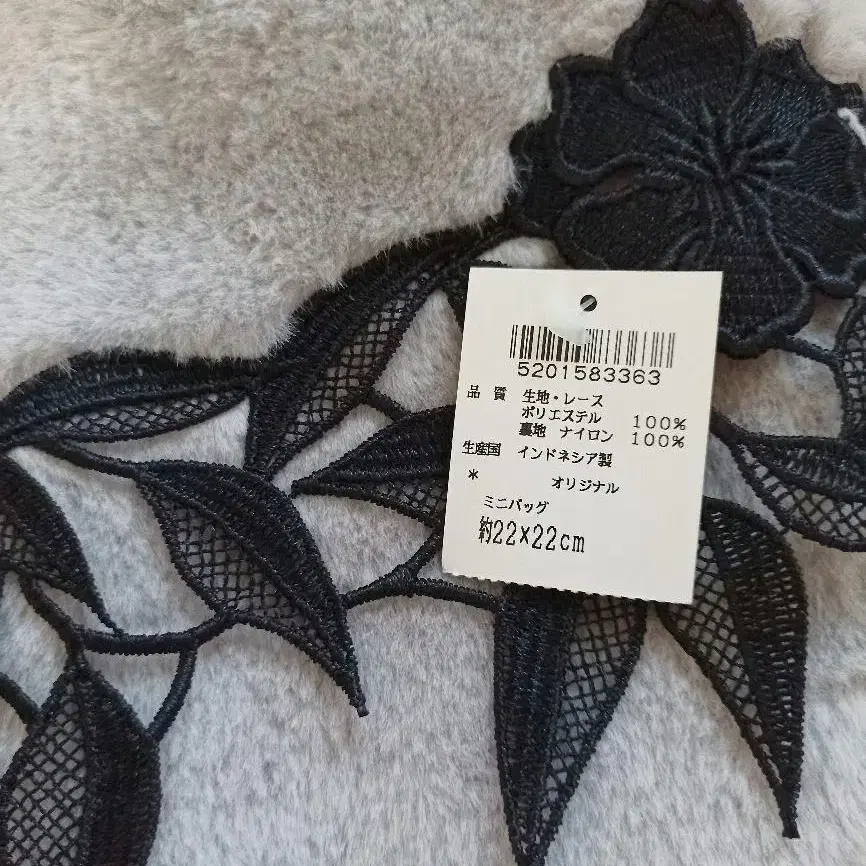 5201583363
品 質 生地・レース
ポリエステル 100%
裏地 ナイロン 100%
生産国 インドネシア製
* オリジナル
ミニバッグ
約22×22cm